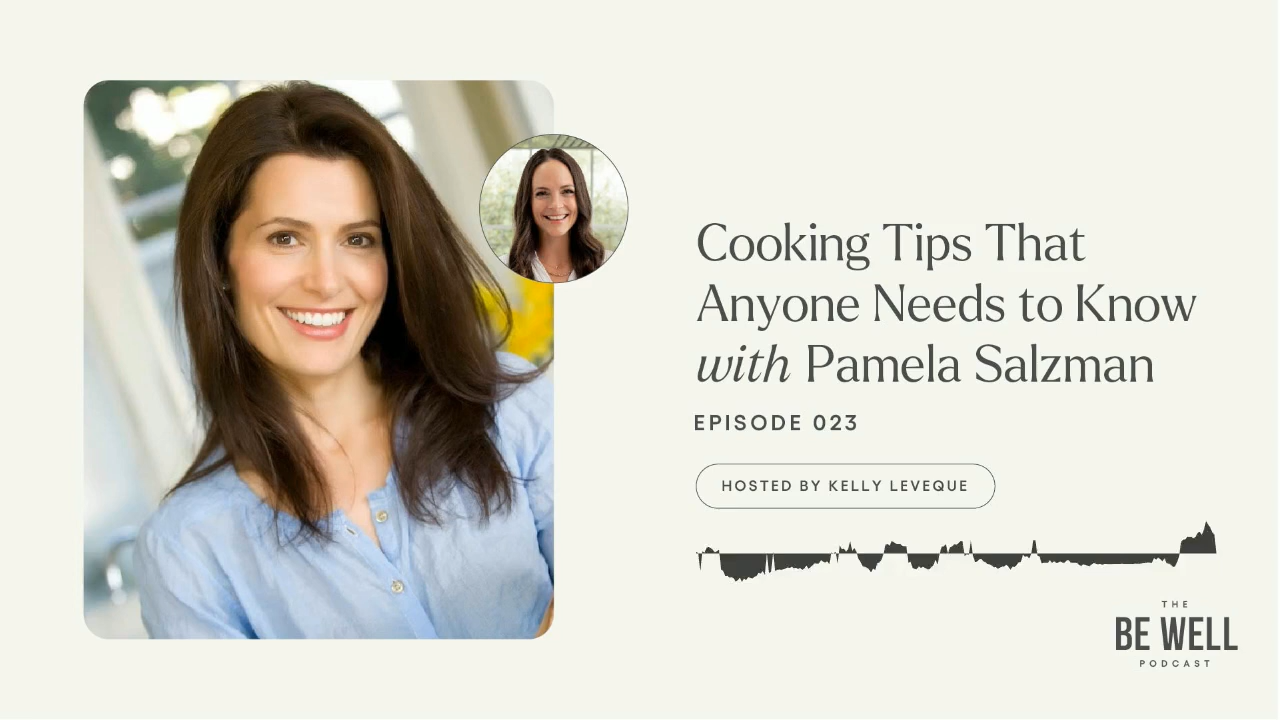 Cooking Tips That
Anyone Needs to Know
with Pamela Salzman
EPISODE 023
HOSTED BY KELLY LEVEQUE
THE
BE WELL
PODCAST